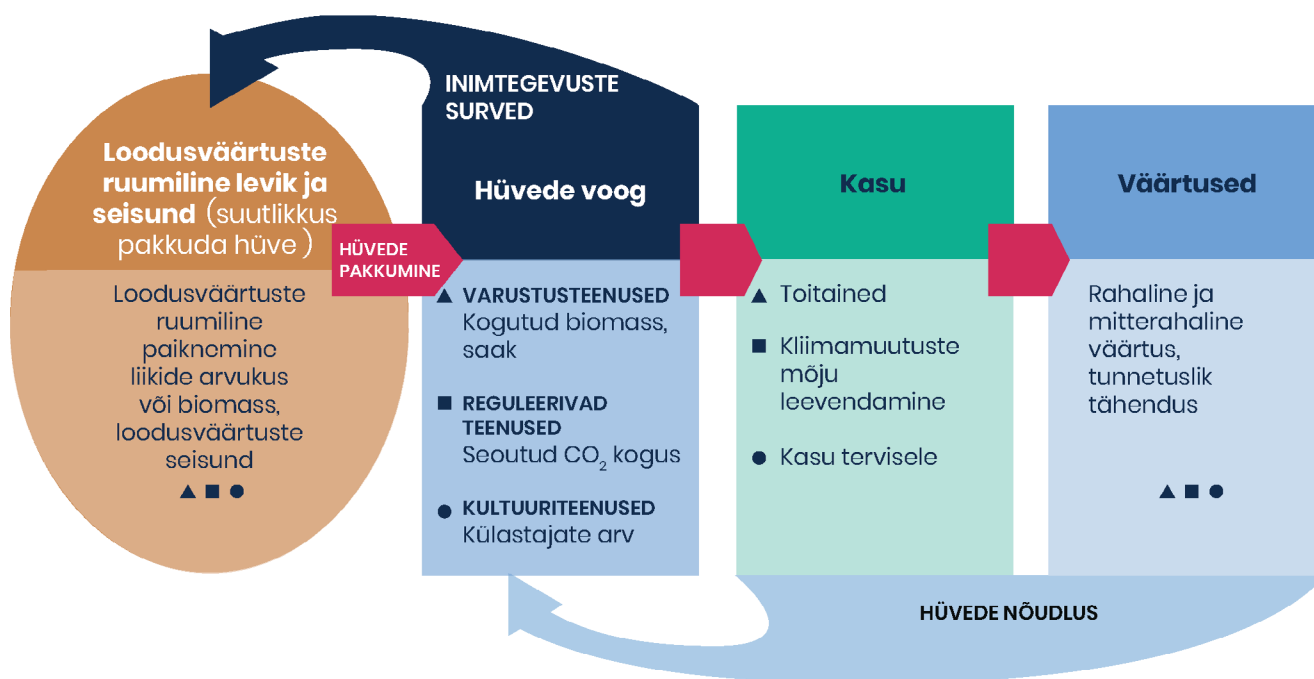 INIMTEGEVUSTE
SURVED
Loodusväärtuste
ruumiline levik ja
seisund (suutlikkus
pakkuda hüve )
Loodusväärtuste
ruumiline
paiknemine
liikide arvukus
või biomass,
loodusväärtuste
seisund
HÜVEDE
PAKKUMINE
Hüvede voog
VARUSTUSTEENUSED
Kogutud biomass,
saak
REGULEERIVAD
TEENUSED
Seoutud CO₂ kogus
KULTUURITEENUSED
Külastajate arv
Kasu
Toitained
Kliimamuutuste
mõju
leevendamine
Kasu tervisele
Väärtused
Rahaline ja
mitterahaline
väärtus,
tunnetuslik
tähendus
HÜVEDE NÕUDLUS